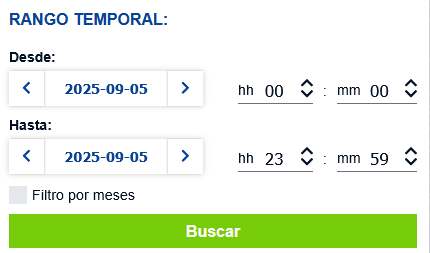 RANGO TEMPORAL:
Desde:
2025-09-05 hh 00 : mm 00
Hasta:
2025-09-05 hh 23 : mm 59
Filtro por meses
Buscar